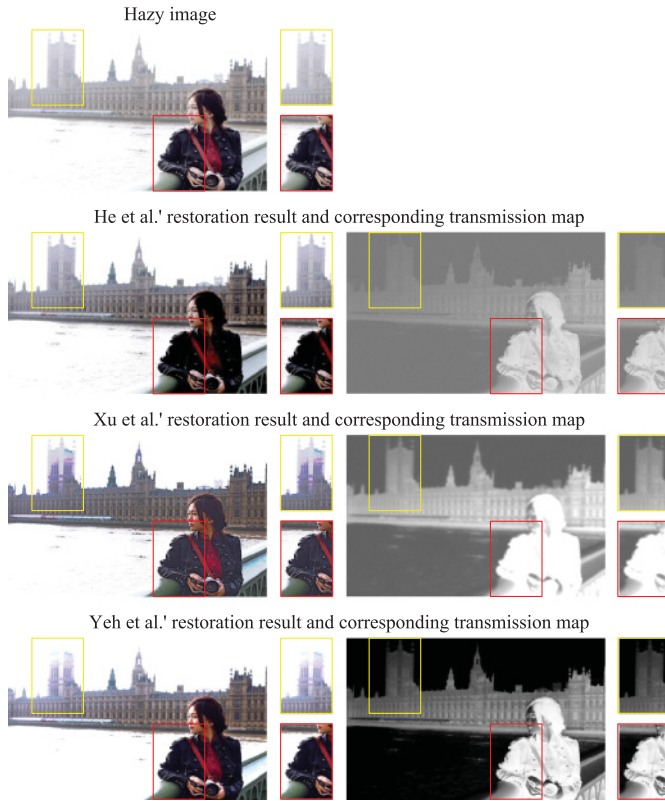 Hazy image
He et al.' restoration result and corresponding transmission map
Xu et al.' restoration result and corresponding transmission map
Yeh et al.' restoration result and corresponding transmission map